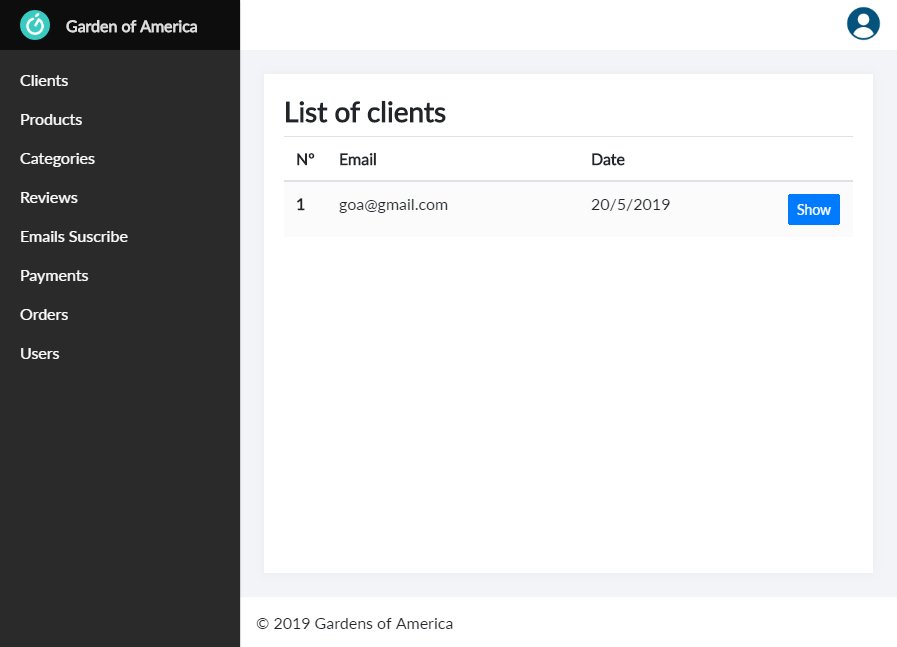 Garden of America
Clients
Products
Categories
Reviews
Emails Suscribe
Payments
Orders
Users
List of clients
Nº Email Date
1 goa@gmail.com 20/5/2019 Show
© 2019 Gardens of America